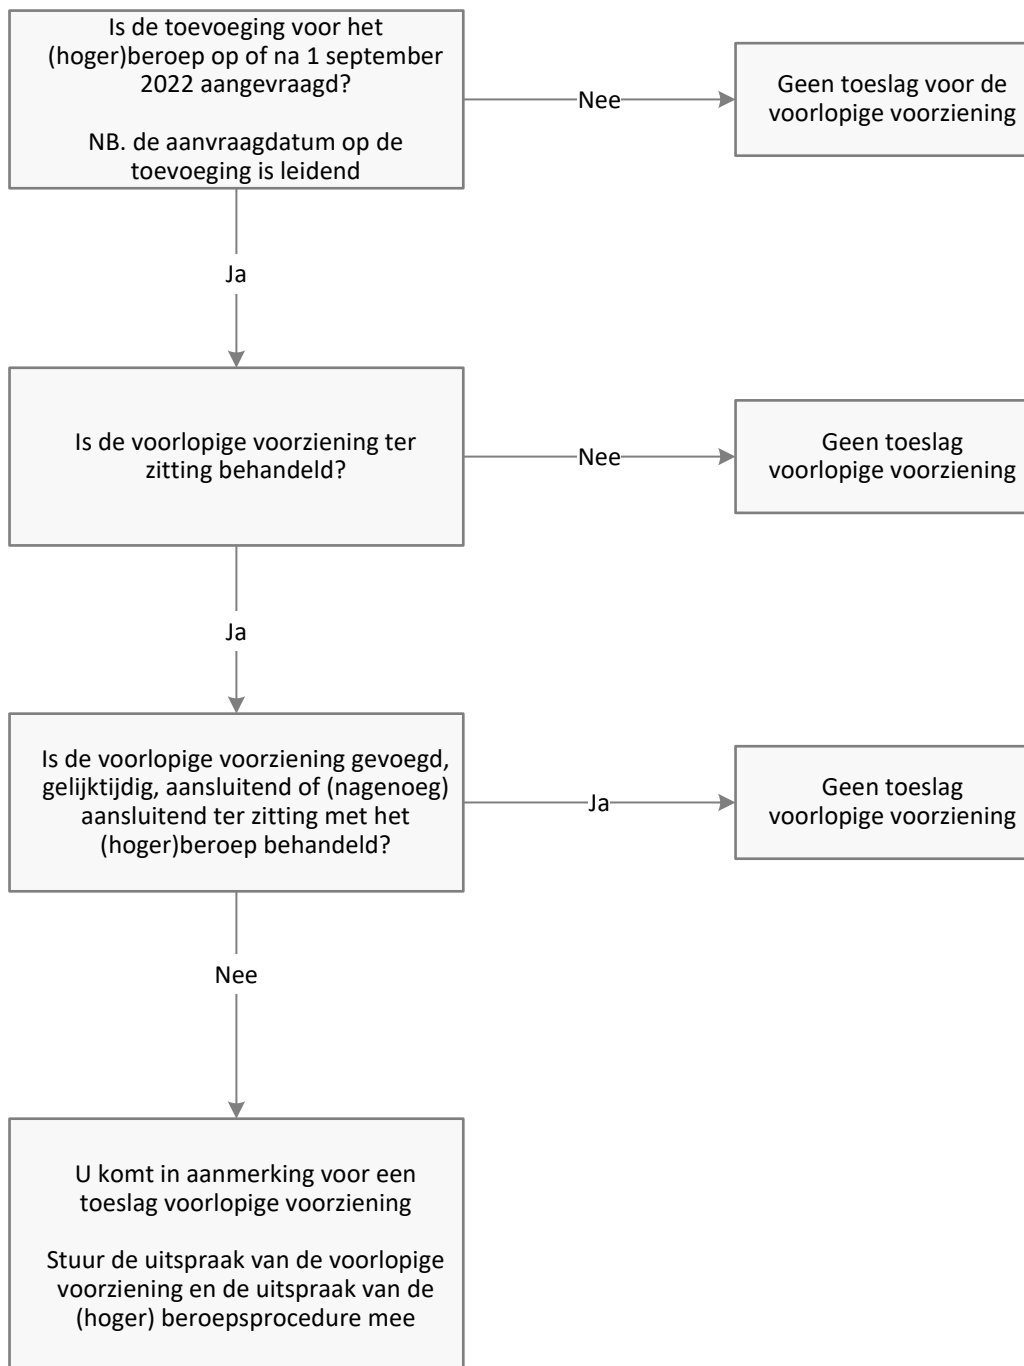 Is de toevoeging voor het
(hoger)beroep op of na 1 september
2022 aangevraagd?
NB. de aanvraagdatum op de
toevoeging is leidend
Nee
Geen toeslag voor de
voorlopige voorziening
Ja
Is de voorlopige voorziening ter
zitting behandeld?
Nee
Geen toeslag
voorlopige voorziening
Ja
Is de voorlopige voorziening gevoegd,
gelijktijdig, aansluitend of (nagenoeg)
aansluitend ter zitting met het
(hoger)beroep behandeld?
Ja
Geen toeslag
voorlopige voorziening
Nee
U komt in aanmerking voor een
toeslag voorlopige voorziening
Stuur de uitspraak van de voorlopige
voorziening en de uitspraak van de
(hoger) beroepsprocedure mee